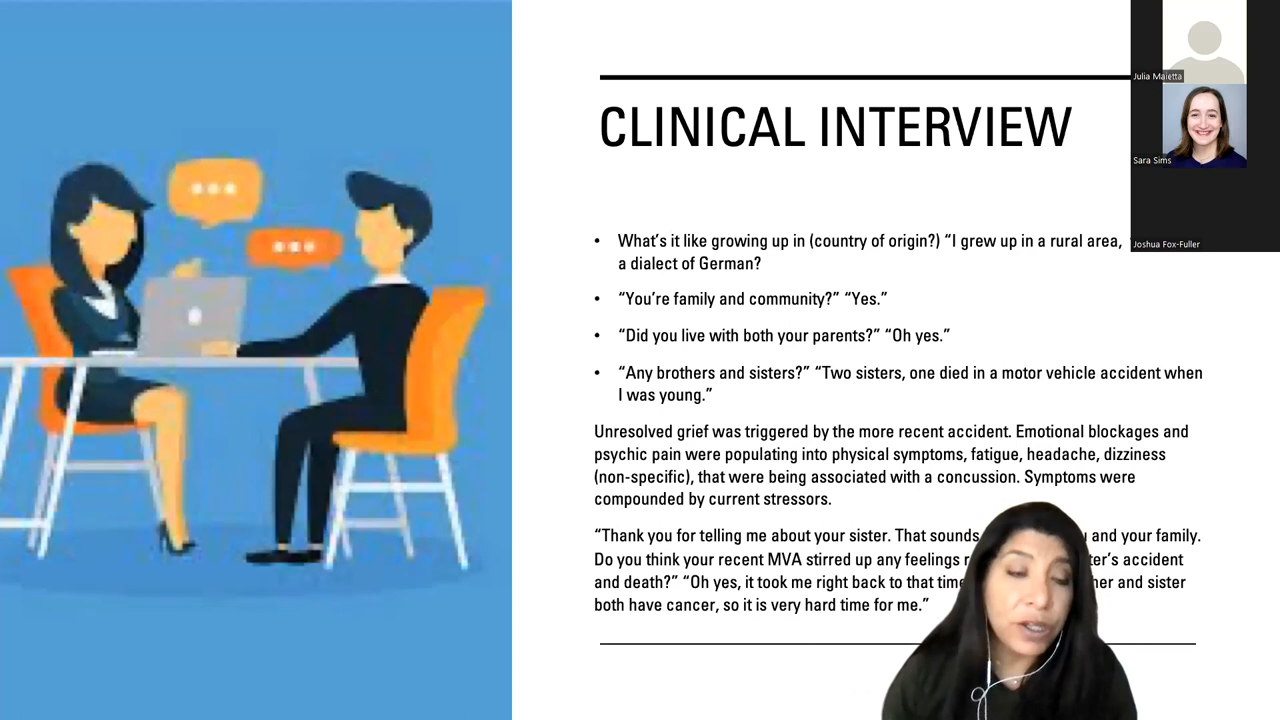 CLINICAL INTERVIEW
Julia Maietta
Sara Sims
Joshua Fox-Fuller
• What's it like growing up in (country of origin?) “I grew up in a rural area,
a dialect of German?
• “You're family and community?” “Yes.”
• “Did you live with both your parents?” “Oh yes.”
• “Any brothers and sisters?” “Two sisters, one died in a motor vehicle accident when
I was young.”
Unresolved grief was triggered by the more recent accident. Emotional blockages and
psychic pain were populating into physical symptoms, fatigue, headache, dizziness
(non-specific), that were being associated with a concussion. Symptoms were
compounded by current stressors.
“Thank you for telling me about your sister. That sounds and your family.
Do you think your recent MVA stirred up any feelings accident
and death?” “Oh yes, it took me right back to that time and sister
both have cancer, so it is very hard time for me.”